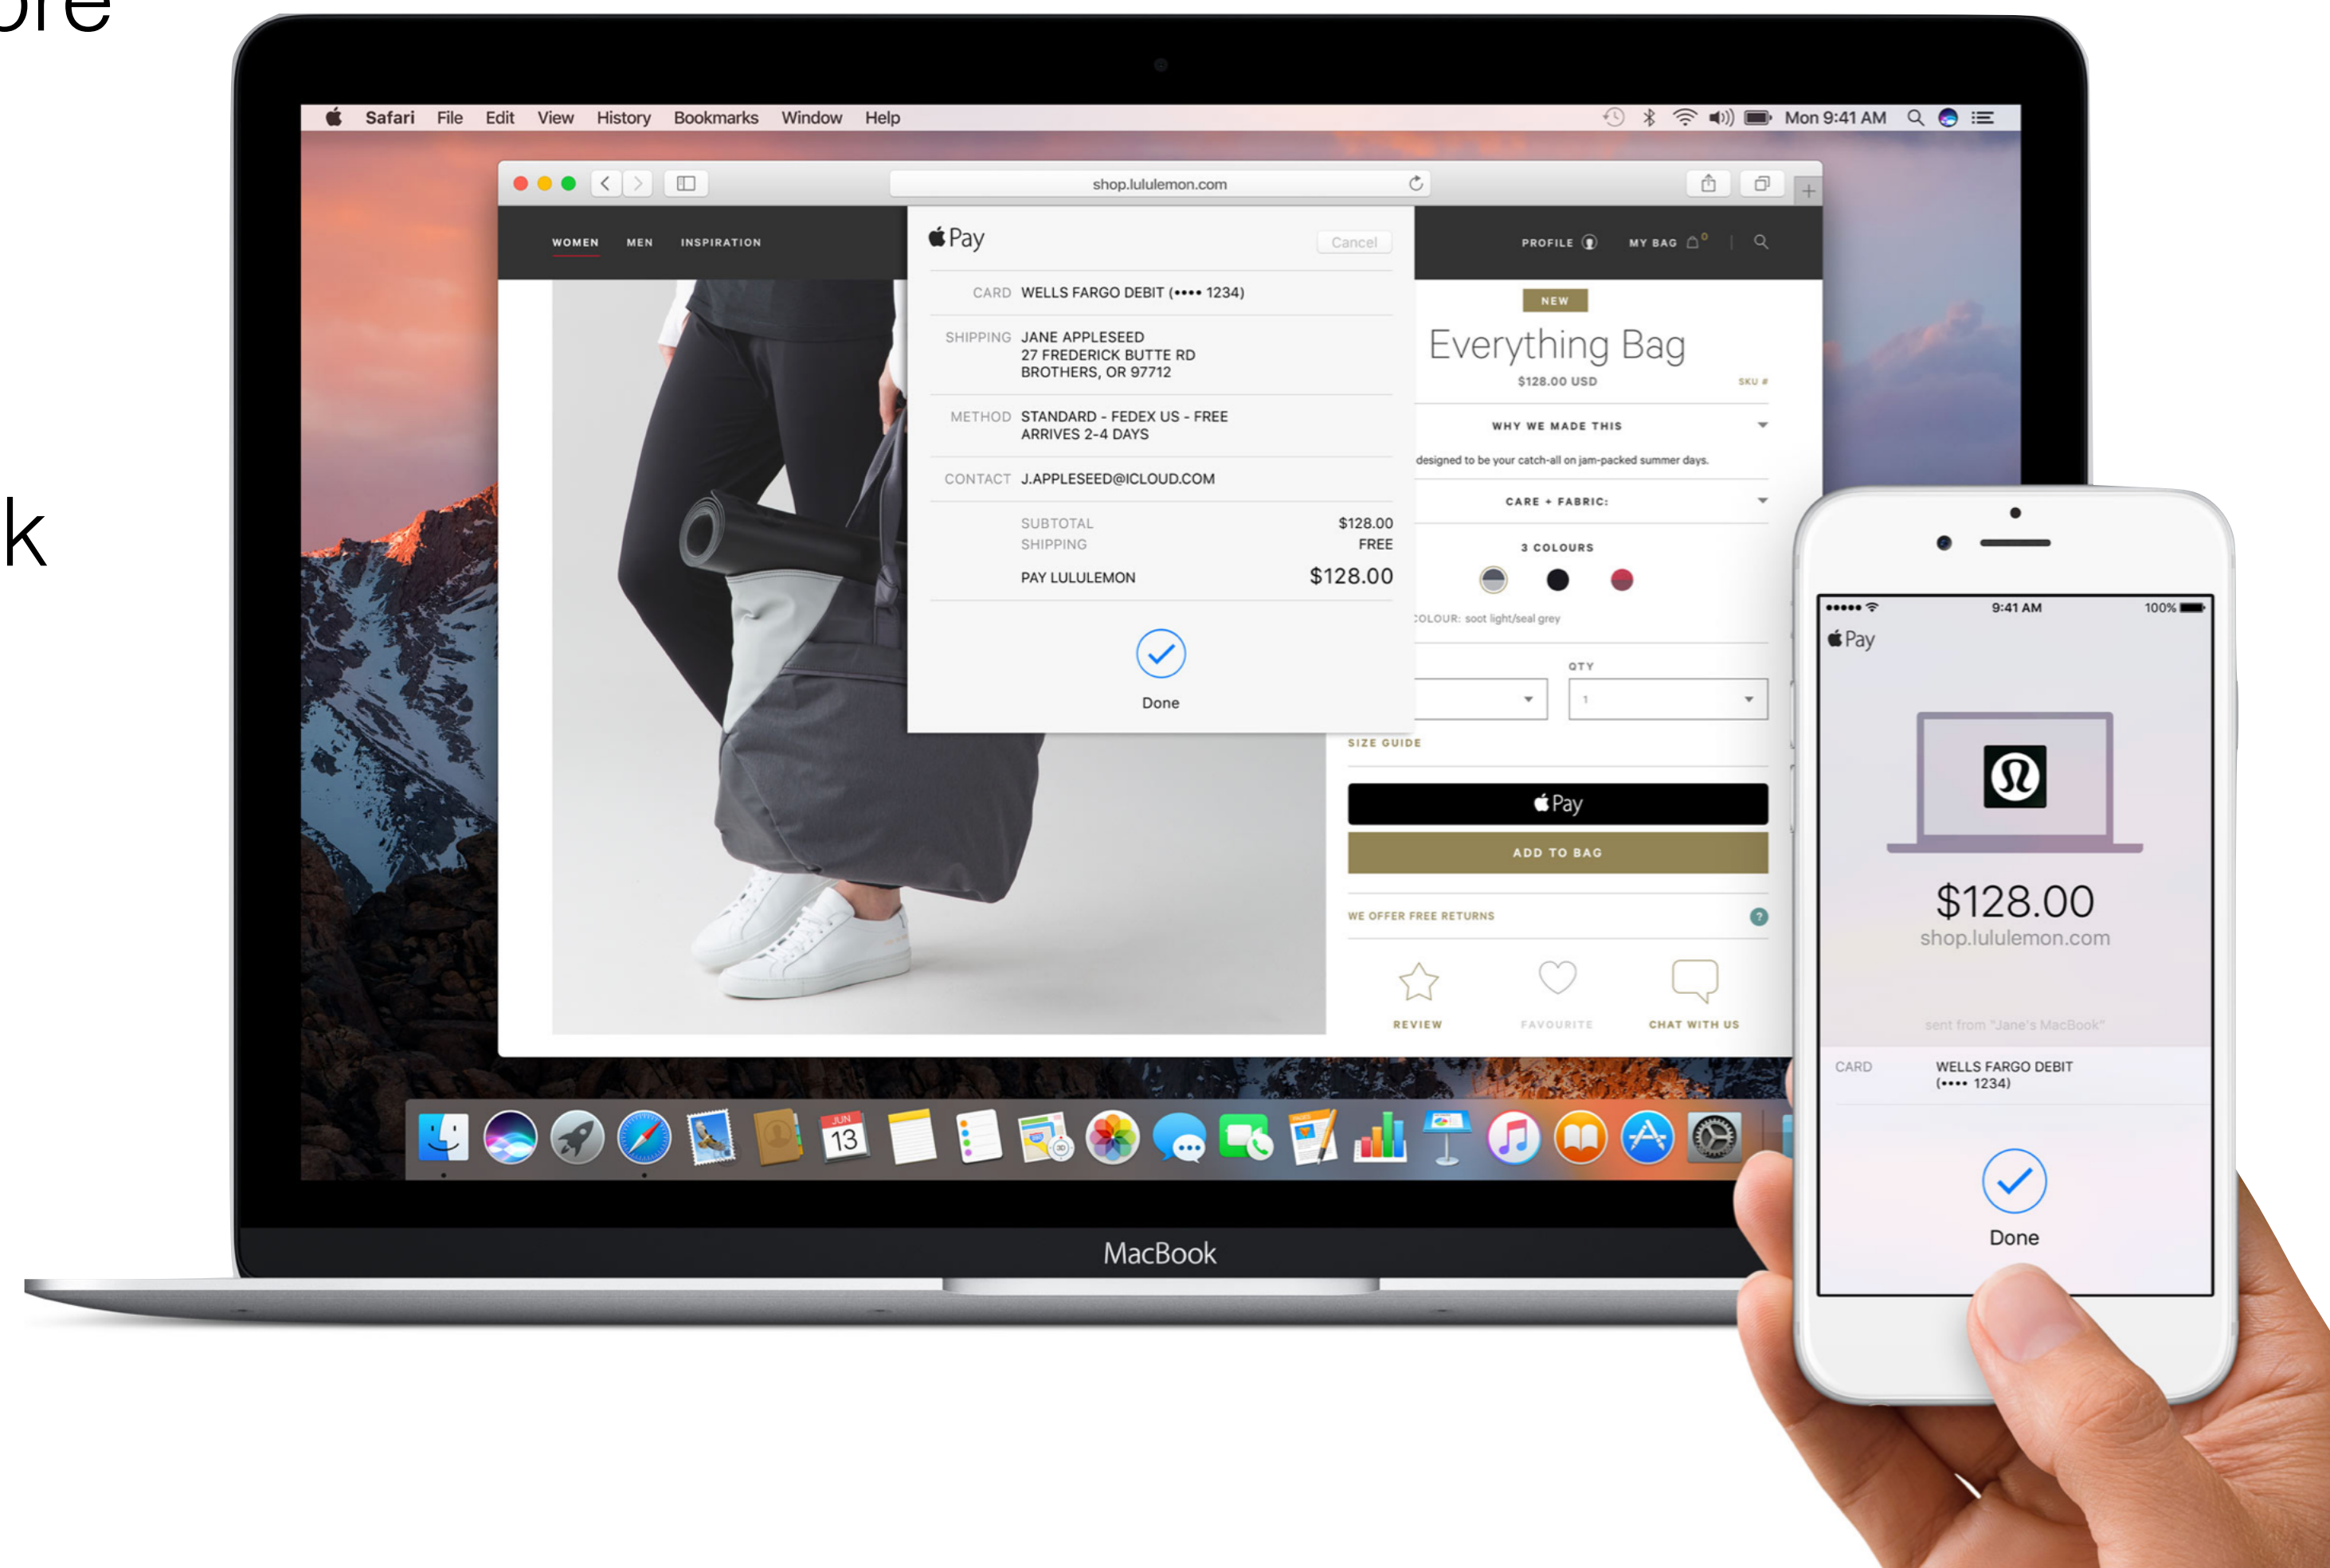 ore
k
Safari File Edit View History Bookmarks Window Help
Mon 9:41 AM
shop.lululemon.com
WOMEN MEN INSPIRATION
PROFILE MY BAG 0
Pay
Cancel
CARD WELLS FARGO DEBIT (•••• 1234)
SHIPPING JANE APPLESEED
27 FREDERICK BUTTE RD
BROTHERS, OR 97712
METHOD STANDARD - FEDEX US - FREE
ARRIVES 2-4 DAYS
CONTACT J.APPLESEED@ICLOUD.COM
SUBTOTAL $128.00
SHIPPING FREE
PAY LULULEMON $128.00
Done
NEW
Everything Bag
$128.00 USD
SKU #
WHY WE MADE THIS
designed to be your catch-all on jam-packed summer days.
CARE + FABRIC:
3 COLOURS
COLOUR: soot light/seal grey
QTY
1
SIZE GUIDE
Pay
ADD TO BAG
WE OFFER FREE RETURNS
?
REVIEW FAVOURITE CHAT WITH US
JUN
13
PAGES
3D
MacBook
9:41 AM 100%
Pay
$128.00
shop.lululemon.com
sent from "Jane's MacBook"
CARD WELLS FARGO DEBIT
(•••• 1234)
Done